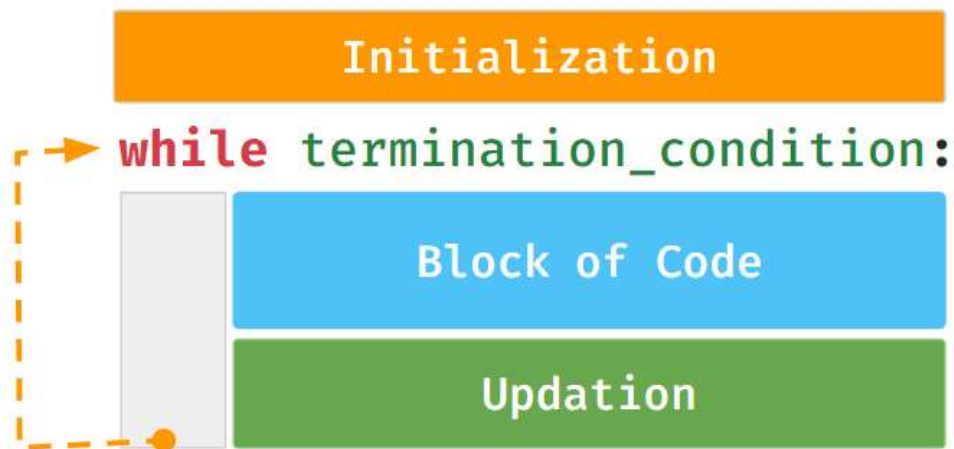 Initialization
while termination_condition:
Block of Code
Updation